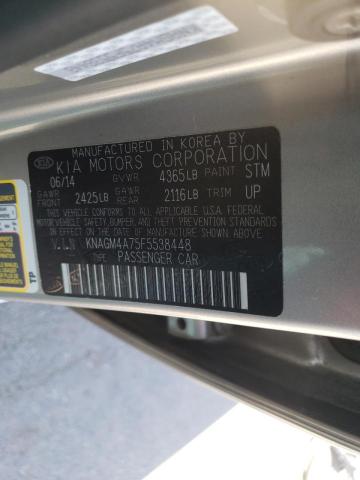 MANUFACTURED IN KOREA BY
KIA KIA MOTORS CORPORATION
06/14 GVWR 4365LB PAINT STM
GAWR FRONT 2425LB GAWR REAR 2116LB TRIM UP
THIS VEHICLE CONFORMS TO ALL APPLICABLE U.S.A. FEDERAL
MOTOR VEHICLE SAFETY, BUMPER, AND THEFT PREVENTION
STANDARDS IN EFFECT ON THE DATE OF MANUFACTURE SHOWN ABOVE.
V.I.N KNAGM4A75F5538448
TYPE PASSENGER CAR
TP